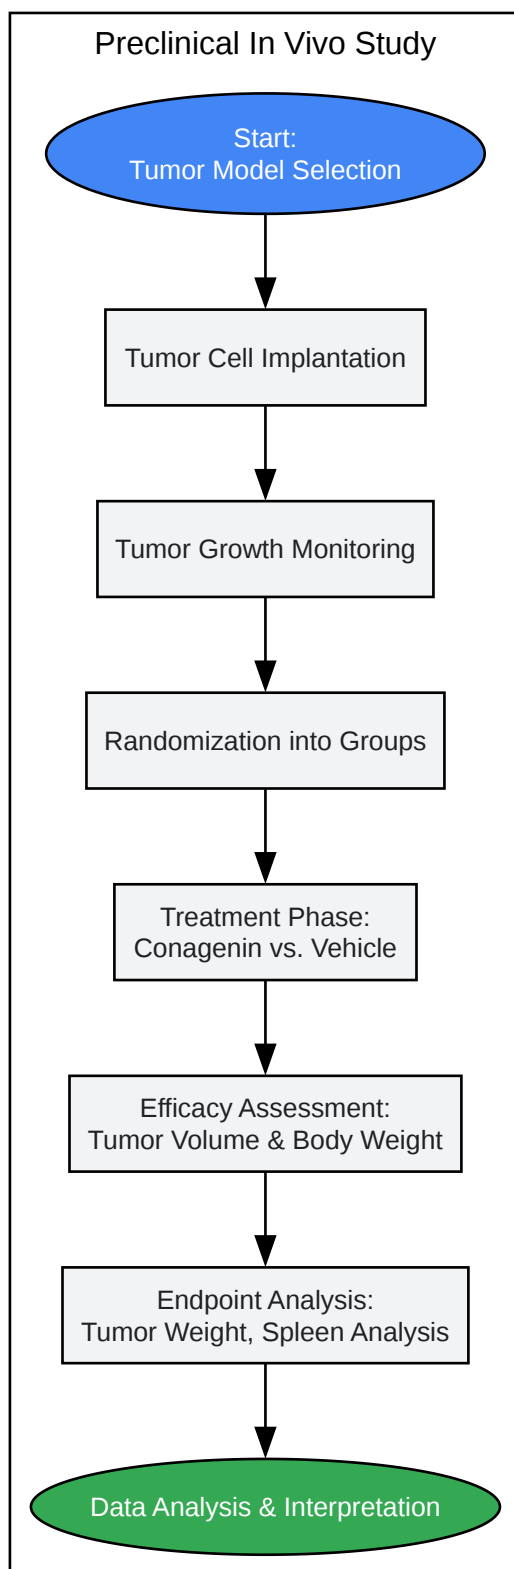 Preclinical In Vivo Study
Start:
Tumor Model Selection
Tumor Cell Implantation
Tumor Growth Monitoring
Randomization into Groups
Treatment Phase:
Conagenin vs. Vehicle
Efficacy Assessment:
Tumor Volume & Body Weight
Endpoint Analysis:
Tumor Weight, Spleen Analysis
Data Analysis & Interpretation